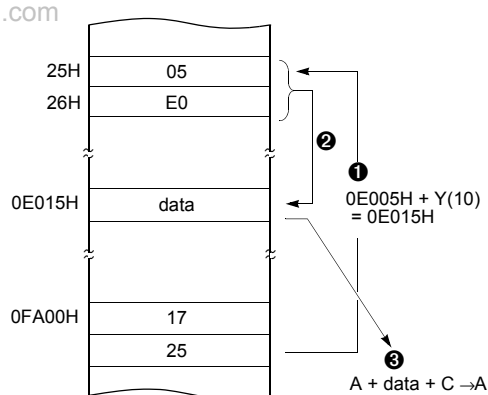 .com
25H 05
26H E0
❷
❶
0E005H + Y(10)
= 0E015H
0E015H data
0FA00H 17
25
❸
A + data + C →A